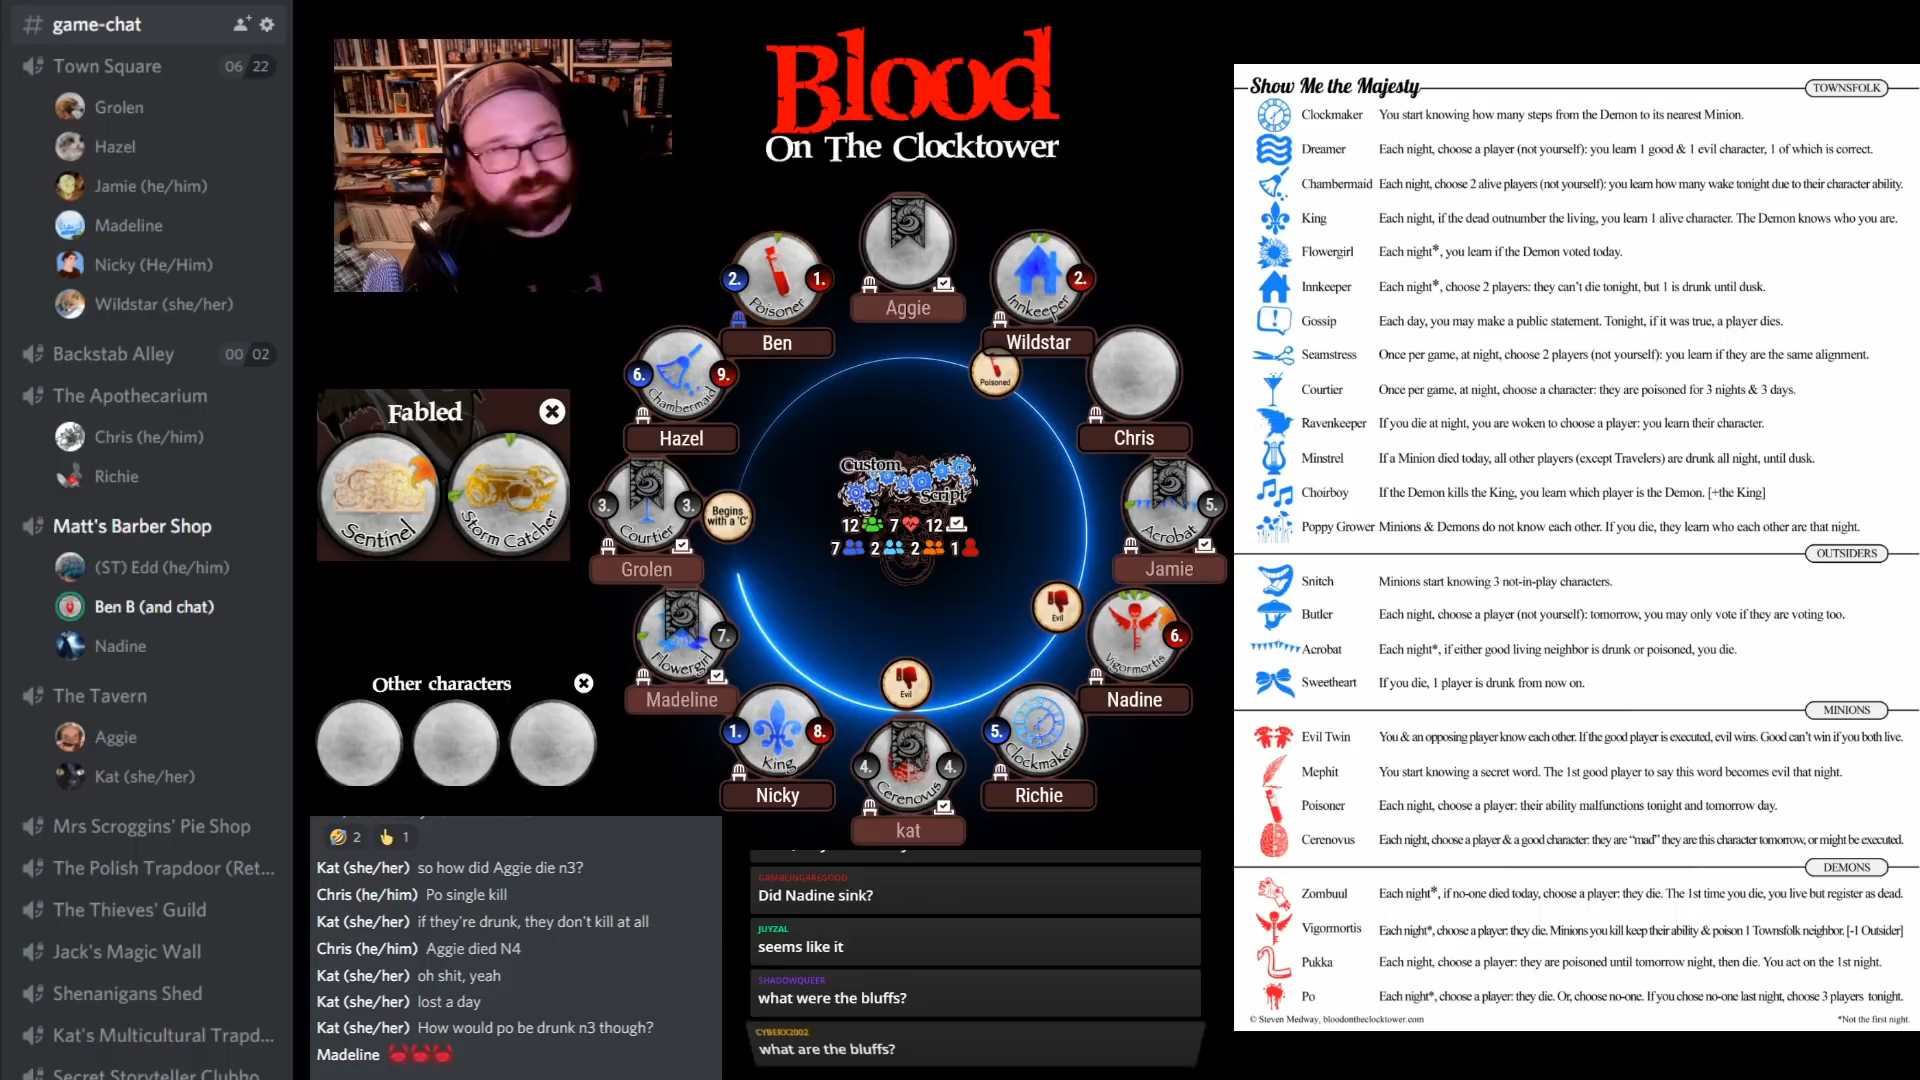 game-chat
Town Square 06 22
Grolen
Hazel
Jamie (he/him)
Madeline
Nicky (He/Him)
Wildstar (she/her)
Backstab Alley 00 02
The Apothecarium
Chris (he/him)
Richie
Matt's Barber Shop
(ST) Edd (he/him)
Ben B (and chat)
Nadine
The Tavern
Aggie
Kat (she/her)
Mrs Scroggins' Pie Shop
The Polish Trapdoor (Ret...
The Thieves' Guild
Jack's Magic Wall
Shenanigans Shed
Kat's Multicultural Trapd...
Secret Storyteller Clubho
Blood
On The Clocktower
Fabled
Sentinel
Storm Catcher
Other characters
Aggie
2. Poisoner 1.
Ben
Innkeeper 2.
Wildstar
Poisoned
6. Chambermaid 9.
Hazel
Chris
3. Courtier 3.
Grolen
Begins with a 'C'
Acrobat 5.
Jamie
Flowergirl 7.
Madeline
Evil
Vigormortis 6.
Nadine
1. King 8.
Nicky
Evil
4. Cerenovus 4.
kat
5. Clockmaker
Richie
Custom Script
12 7 12
7 2 2 1
2 1
Kat (she/her) so how did Aggie die n3?
Chris (he/him) Po single kill
Kat (she/her) if they're drunk, they don't kill at all
Chris (he/him) Aggie died N4
Kat (she/her) oh shit, yeah
Kat (she/her) lost a day
Kat (she/her) How would po be drunk n3 though?
Madeline
GAMBLINGAREGOOD
Did Nadine sink?
JUYZAL
seems like it
SHADOWQUEER
what were the bluffs?
CYBERX2002
what are the bluffs?
Show Me the Majesty
TOWNSFOLK
Clockmaker You start knowing how many steps from the Demon to its nearest Minion.
Dreamer Each night, choose a player (not yourself): you learn 1 good & 1 evil character, 1 of which is correct.
Chambermaid Each night, choose 2 alive players (not yourself): you learn how many wake tonight due to their character ability.
King Each night, if the dead outnumber the living, you learn 1 alive character. The Demon knows who you are.
Flowergirl Each night*, you learn if the Demon voted today.
Innkeeper Each night*, choose 2 players: they can't die tonight, but 1 is drunk until dusk.
Gossip Each day, you may make a public statement. Tonight, if it was true, a player dies.
Seamstress Once per game, at night, choose 2 players (not yourself): you learn if they are the same alignment.
Courtier Once per game, at night, choose a character: they are poisoned for 3 nights & 3 days.
Ravenkeeper If you die at night, you are woken to choose a player: you learn their character.
Minstrel If a Minion died today, all other players (except Travelers) are drunk all night, until dusk.
Choirboy If the Demon kills the King, you learn which player is the Demon. [+the King]
Poppy Grower Minions & Demons do not know each other. If you die, they learn who each other are that night.
OUTSIDERS
Snitch Minions start knowing 3 not-in-play characters.
Butler Each night, choose a player (not yourself): tomorrow, you may only vote if they are voting too.
Acrobat Each night*, if either good living neighbor is drunk or poisoned, you die.
Sweetheart If you die, 1 player is drunk from now on.
MINIONS
Evil Twin You & an opposing player know each other. If the good player is executed, evil wins. Good can't win if you both live.
Mephit You start knowing a secret word. The 1st good player to say this word becomes evil that night.
Poisoner Each night, choose a player: their ability malfunctions tonight and tomorrow day.
Cerenovus Each night, choose a player & a good character: they are “mad” they are this character tomorrow, or might be executed.
DEMONS
Zombuul Each night*, if no-one died today, choose a player: they die. The 1st time you die, you live but register as dead.
Vigormortis Each night*, choose a player: they die. Minions you kill keep their ability & poison 1 Townsfolk neighbor. [-1 Outsider]
Pukka Each night, choose a player: they are poisoned until tomorrow night, then die. You act on the 1st night.
Po Each night*, choose a player: they die. Or, choose no-one. If you chose no-one last night, choose 3 players tonight.
© Steven Medway, bloodontheclocktower.com *Not the first night.